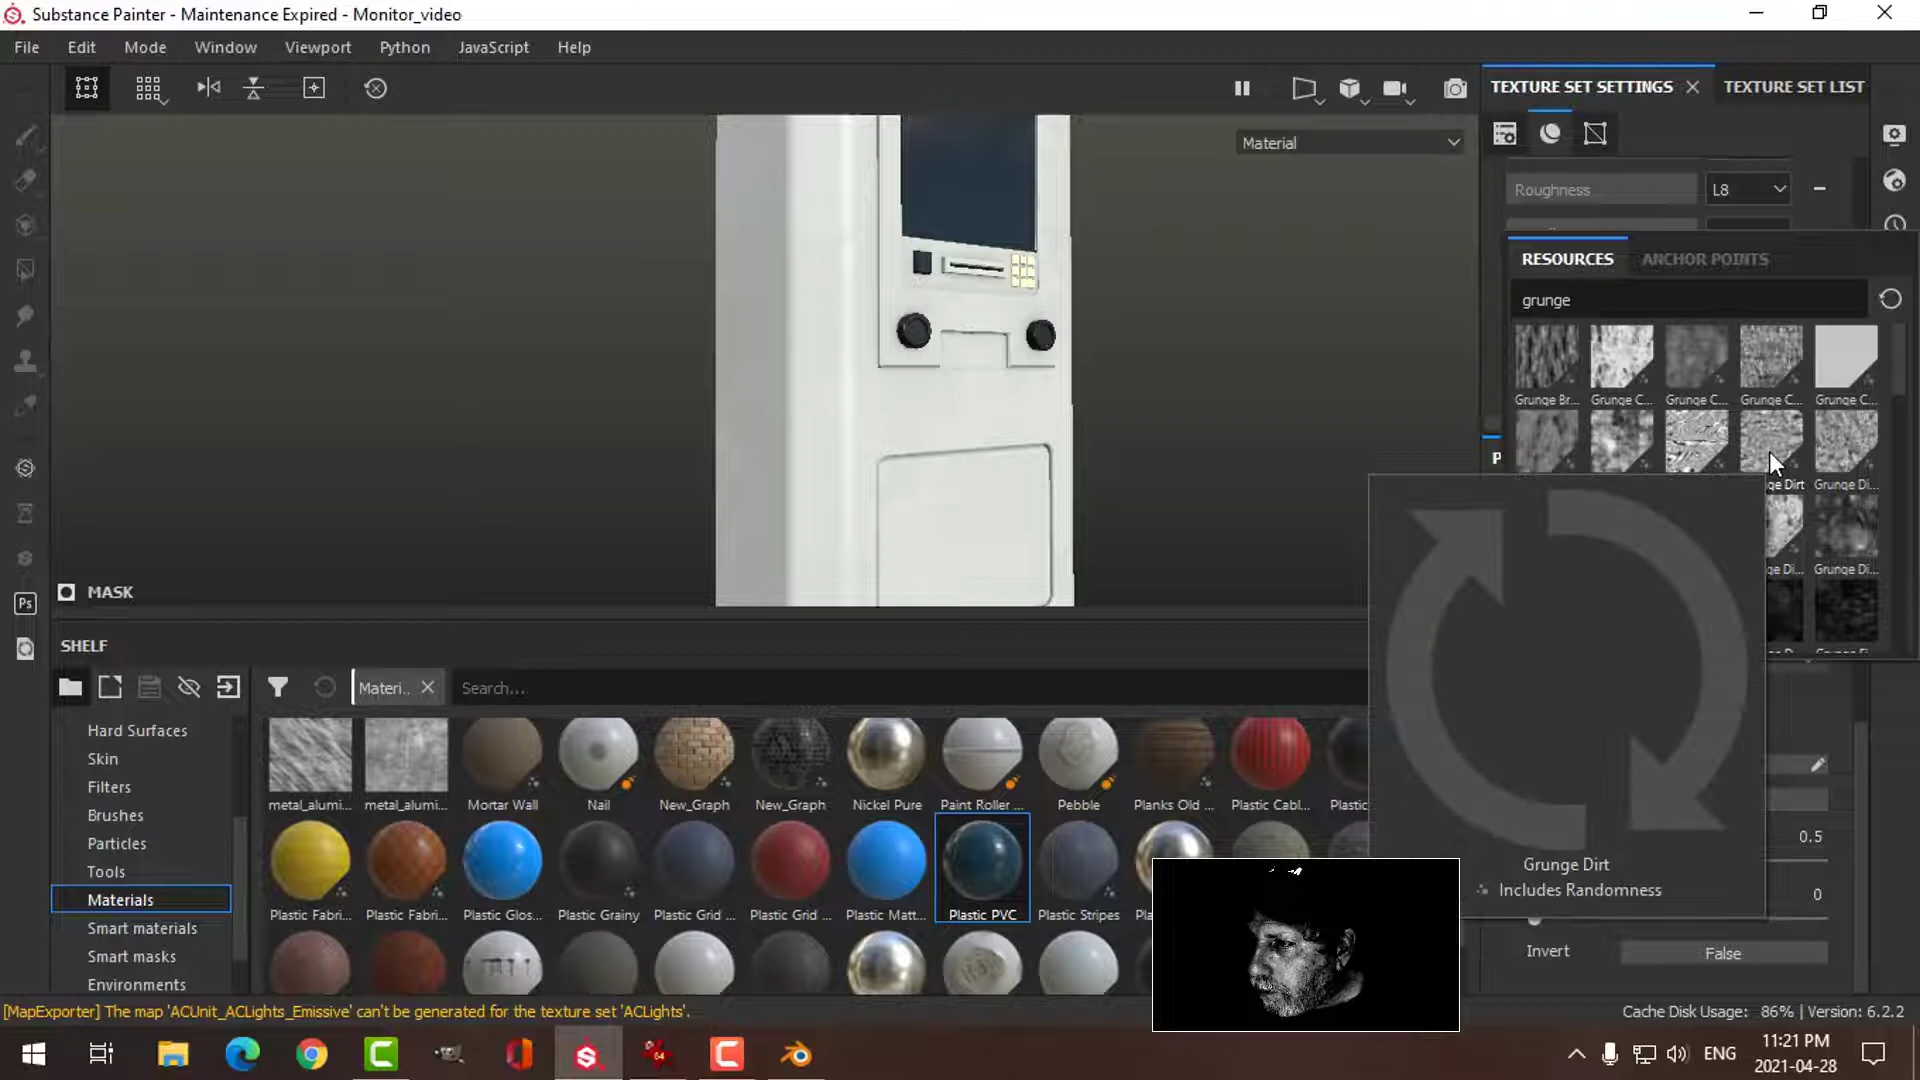 Substance Painter - Maintenance Expired - Monitor_video
File Edit Mode Window Viewport Python JavaScript Help
TEXTURE SET SETTINGS TEXTURE SET LIST
Material
Roughness L8
RESOURCES ANCHOR POINTS
grunge
Grunge Br... Grunge C... Grunge C... Grunge C... Grunge C...
ge Dirt Grunge Di...
ge Di... Grunge Di...
MASK
SHELF
Materi... Search...
Hard Surfaces
Skin
Filters
Brushes
Particles
Tools
Materials
Smart materials
Smart masks
Environments
metal_alumi... metal_alumi... Mortar Wall Nail New_Graph New_Graph Nickel Pure Paint Roller ... Pebble Planks Old ... Plastic Cabl... Plastic
Plastic Fabri... Plastic Fabri... Plastic Glos... Plastic Grainy Plastic Grid ... Plastic Grid ... Plastic Matt... Plastic PVC Plastic Stripes
Grunge Dirt
Includes Randomness
0.5
0
Invert False
[MapExporter] The map 'ACUnit_ACLights_Emissive' can't be generated for the texture set 'ACLights'.
Cache Disk Usage: 86% | Version: 6.2.2
Ps
64
ENG
11:21 PM
2021-04-28